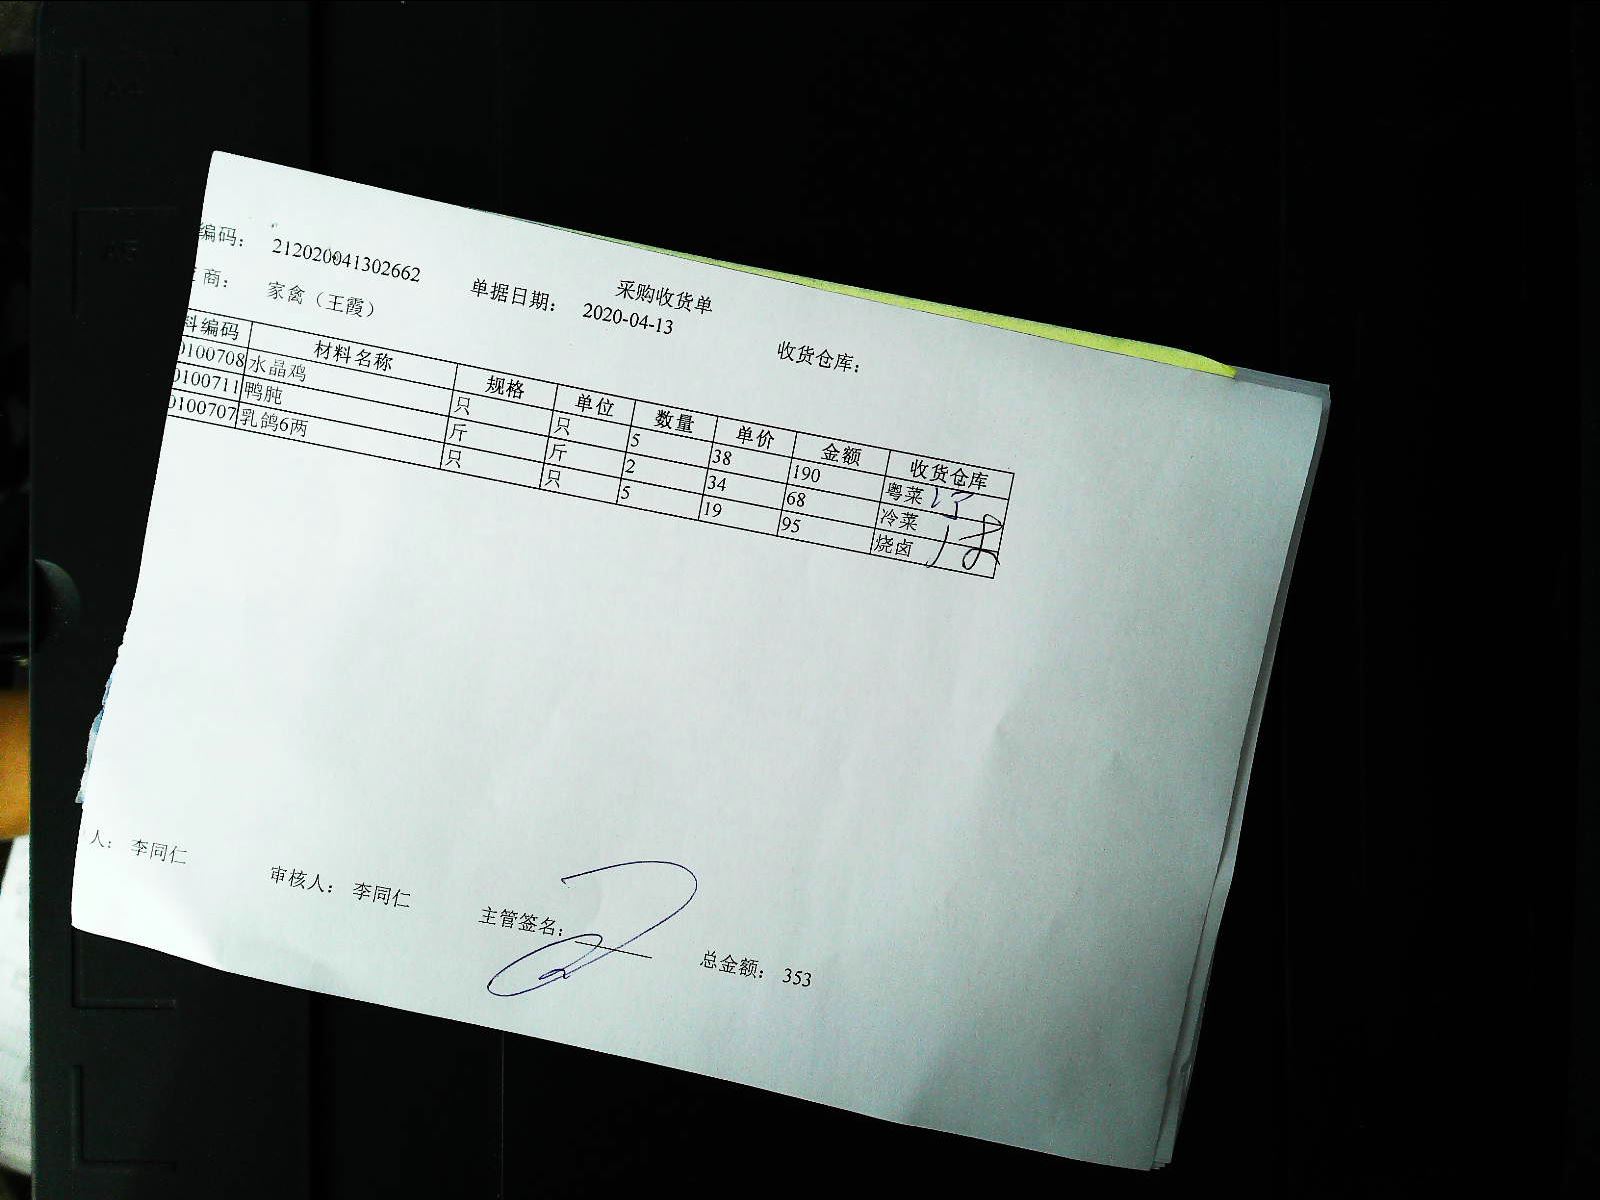 采购收货单
编码： 212020041302662 单据日期： 2020-04-13 收货仓库：
商： 家禽（王霞）
料编码 材料名称 规格 单位 数量 单价 金额 收货仓库
0100708 水晶鸡 只 只 5 38 190 粤菜
0100711 鸭肫 斤 斤 2 34 68 冷菜
0100707 乳鸽6两 只 只 5 19 95 烧卤
人： 李同仁 审核人： 李同仁 主管签名： 总金额： 353